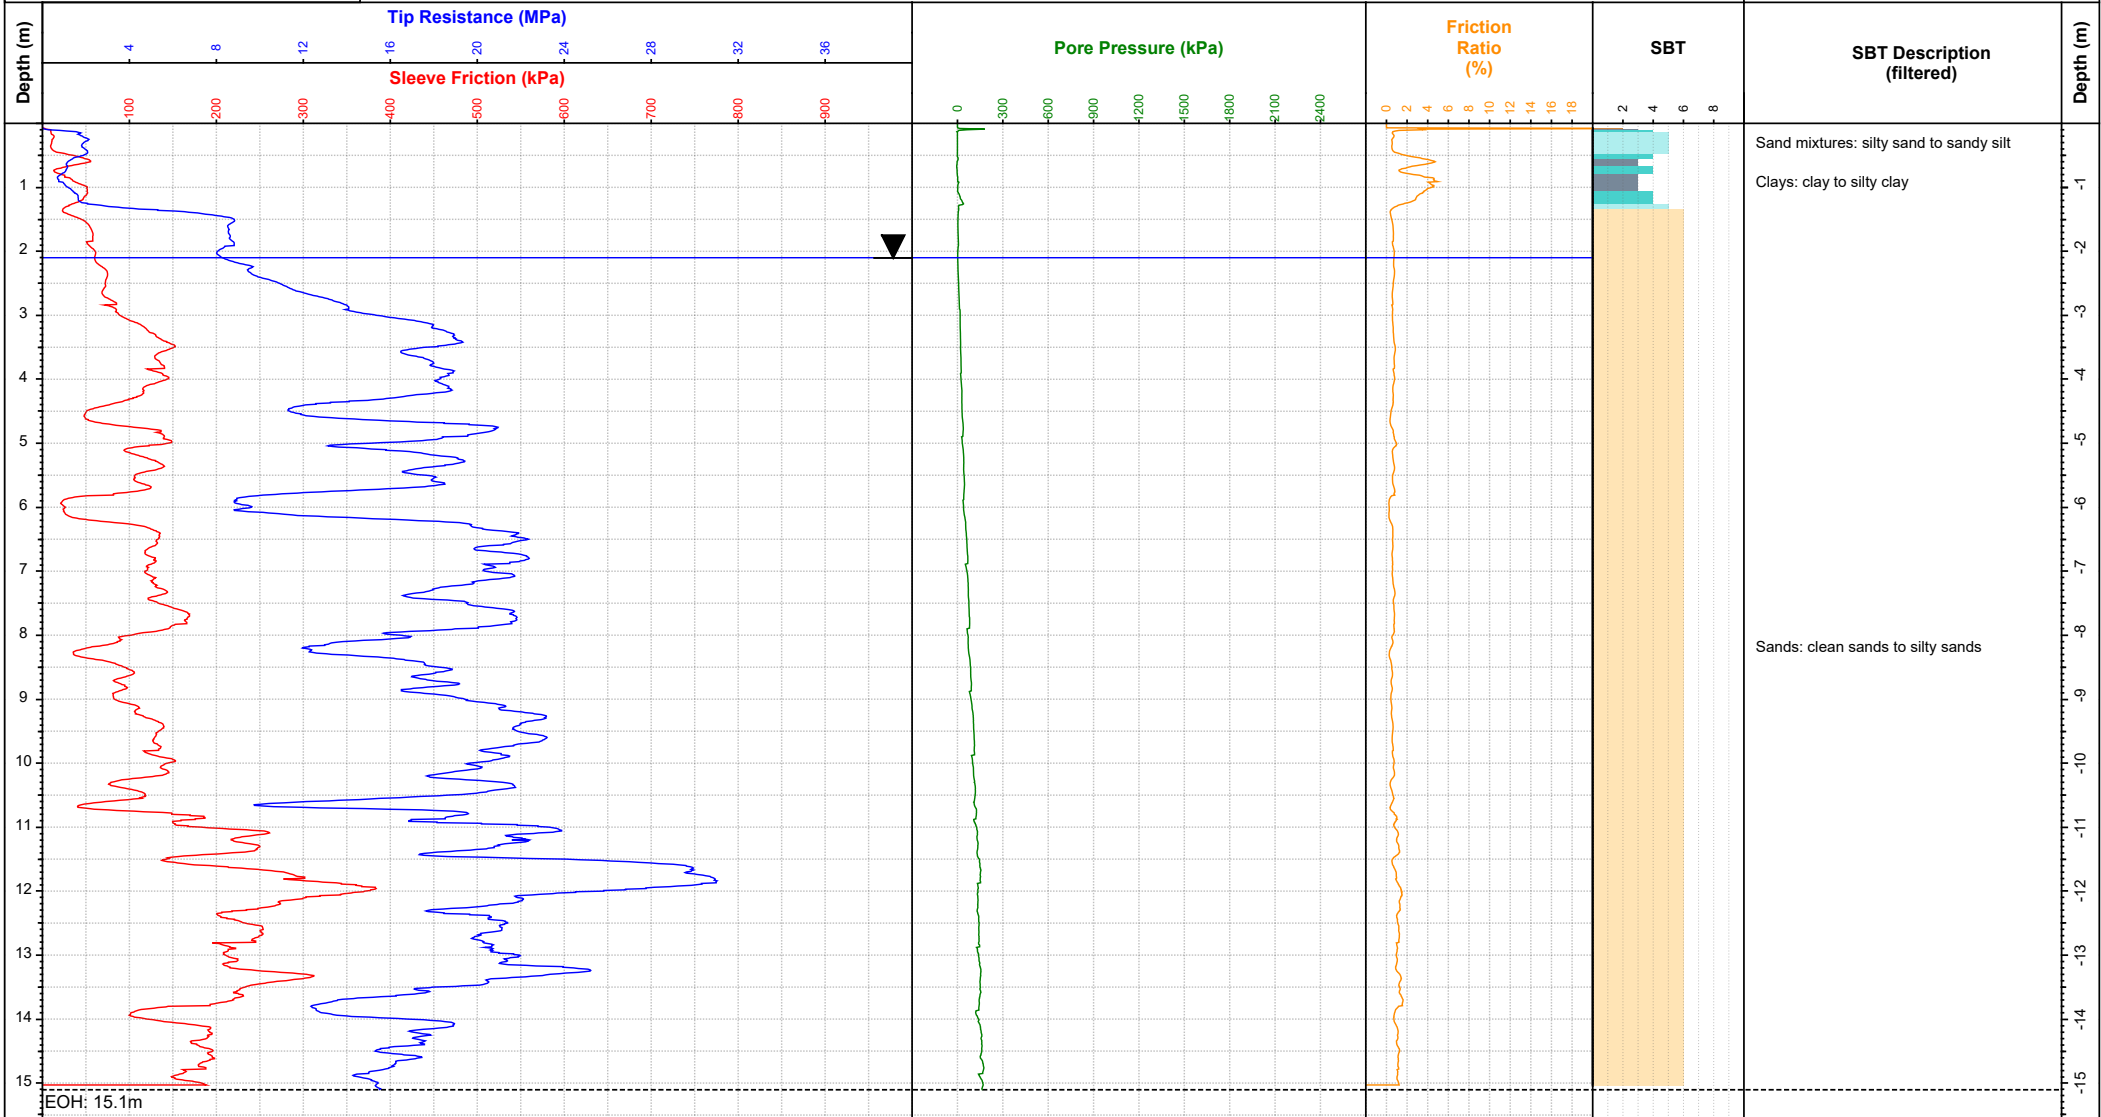 Depth (m)
Tip Resistance (MPa)
4 8 12 16 20 24 28 32 36
Sleeve Friction (kPa)
100 200 300 400 500 600 700 800 900
Pore Pressure (kPa)
0 300 600 900 1200 1500 1800 2100 2400
Friction
Ratio
(%)
0 2 4 6 8 10 12 14 16 18
SBT
2 4 6 8
SBT Description
(filtered)
Depth (m)
Sand mixtures: silty sand to sandy silt
Clays: clay to silty clay
Sands: clean sands to silty sands
1
2
3
4
5
6
7
8
9
10
11
12
13
14
15
-1
-2
-3
-4
-5
-6
-7
-8
-9
-10
-11
-12
-13
-14
-15
EOH: 15.1m